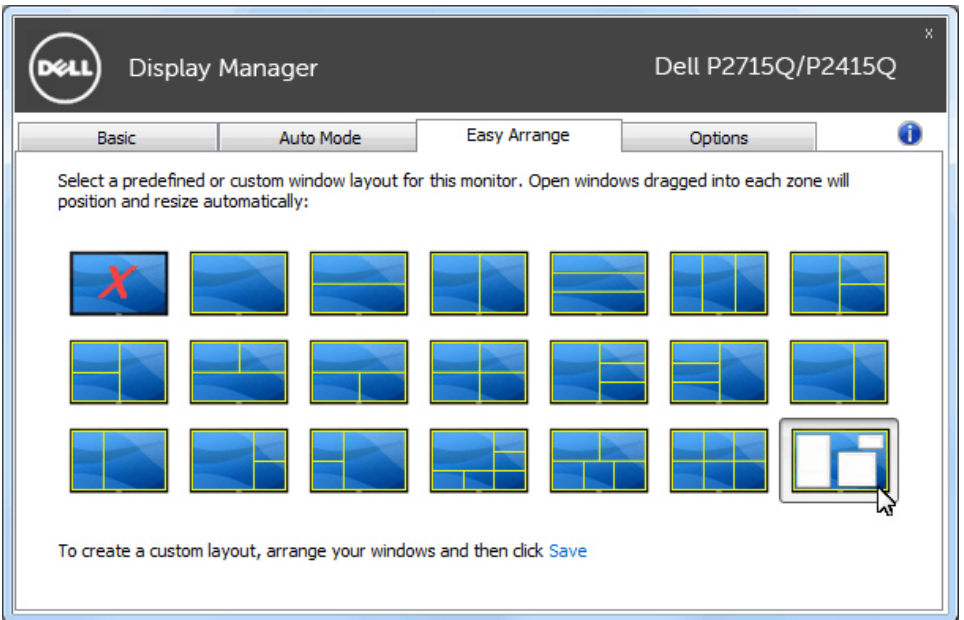 x
DELL
Display Manager
Dell P2715Q/P2415Q
Basic
Auto Mode
Easy Arrange
Options
i
Select a predefined or custom window layout for this monitor. Open windows dragged into each zone will
position and resize automatically:
X
To create a custom layout, arrange your windows and then click Save